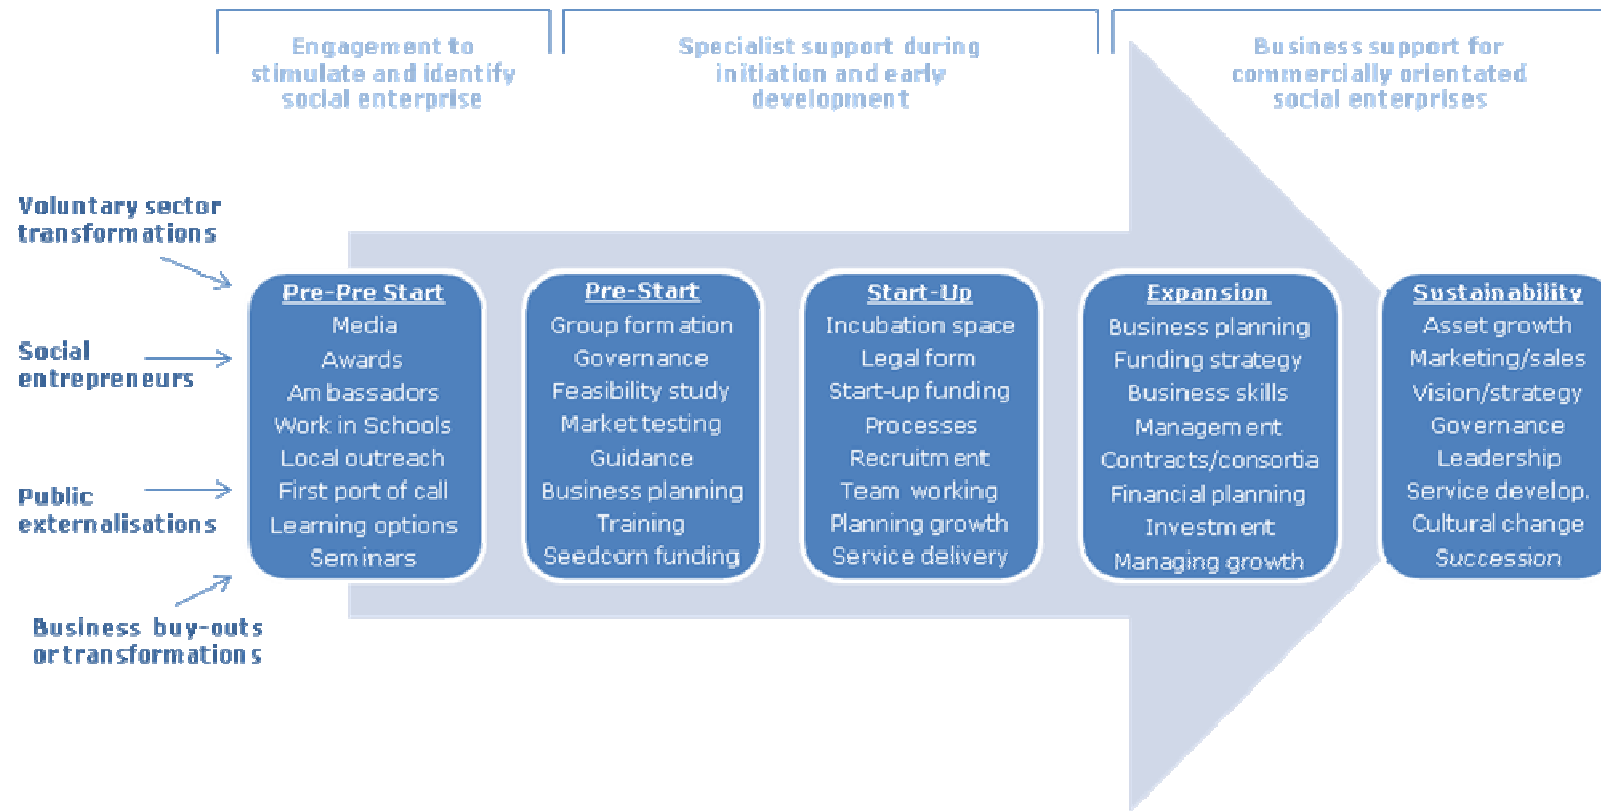 Engagement to
stimulate and identify
social enterprise
Specialist support during
initiation and early
development
Business support for
commercially orientated
social enterprises
Voluntary sector
transformations
Social
entrepreneurs
Public
externalisations
Business buy-outs
or transformations
Pre-Pre Start
Media
Awards
Ambassadors
Work in Schools
Local outreach
First port of call
Learning options
Seminars
Pre-Start
Group formation
Governance
Feasibility study
Market testing
Guidance
Business planning
Training
Seedcorn funding
Start-Up
Incubation space
Legal form
Start-up funding
Processes
Recruitment
Team working
Planning growth
Service delivery
Expansion
Business planning
Funding strategy
Business skills
Management
Contracts/consortia
Financial planning
Investment
Managing growth
Sustainability
Asset growth
Marketing/sales
Vision/strategy
Governance
Leadership
Service develop.
Cultural change
Succession